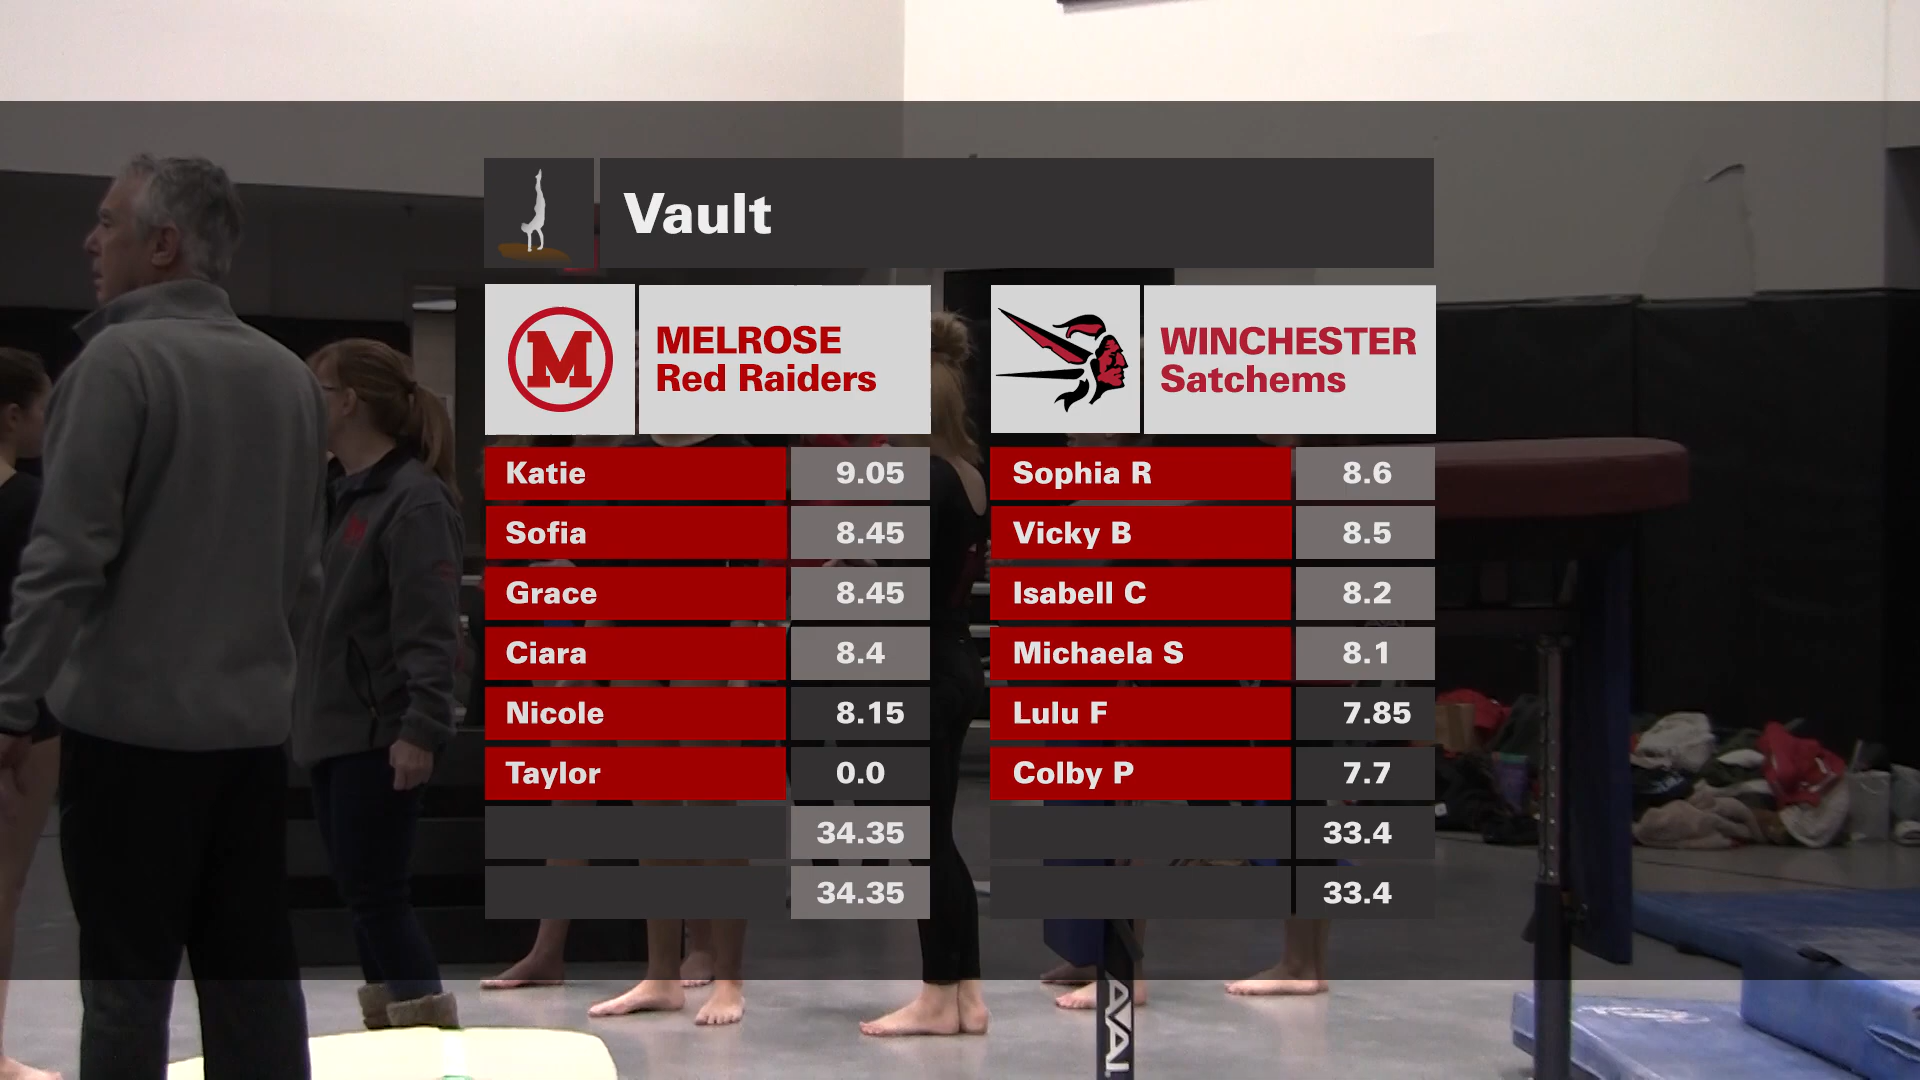 Vault
M
MELROSE
Red Raiders
WINCHESTER
Satchems
Katie 9.05
Sofia 8.45
Grace 8.45
Ciara 8.4
Nicole 8.15
Taylor 0.0
34.35
34.35
Sophia R 8.6
Vicky B 8.5
Isabell C 8.2
Michaela S 8.1
Lulu F 7.85
Colby P 7.7
33.4
33.4